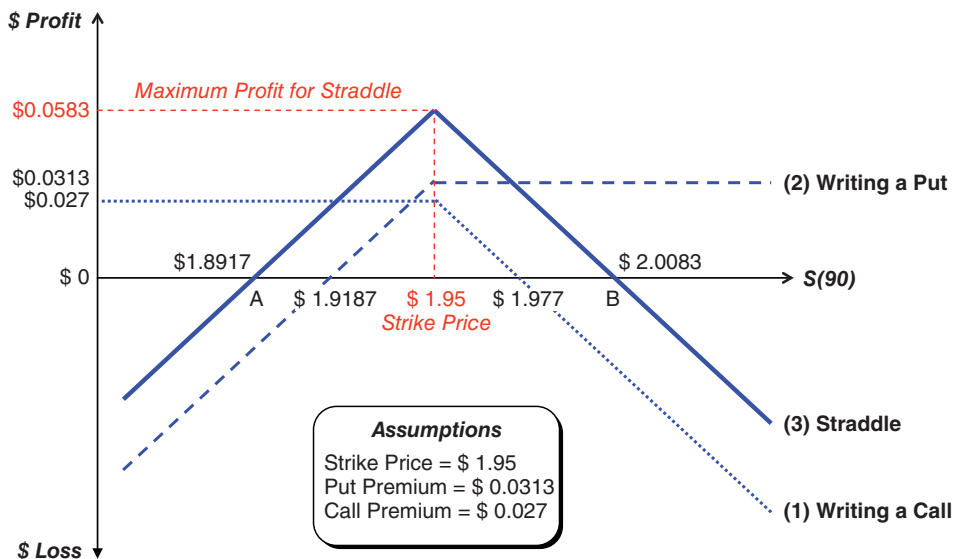 $ Profit
Maximum Profit for Straddle
$0.0583
$0.0313
(2) Writing a Put
$0.027
$1.8917
$ 2.0083
$ 0
S(90)
A
$ 1.9187
$ 1.95
$ 1.977
B
Strike Price
Assumptions
Strike Price = $ 1.95
Put Premium = $ 0.0313
Call Premium = $ 0.027
(3) Straddle
(1) Writing a Call
$ Loss